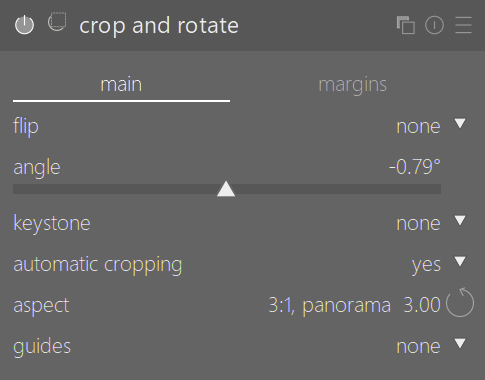 crop and rotate
main margins
flip none
angle -0.79°
keystone none
automatic cropping yes
aspect 3:1, panorama 3.00
guides none